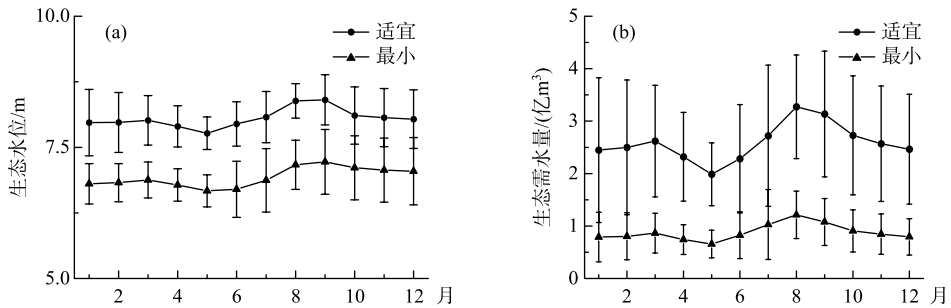 10.0
(a)
适宜
最小
7.5
5.0
生态水位/m
2 4 6 8 10 12 月
5
(b)
适宜
最小
4
3
2
1
0
生态需水量/(亿m³)
2 4 6 8 10 12 月